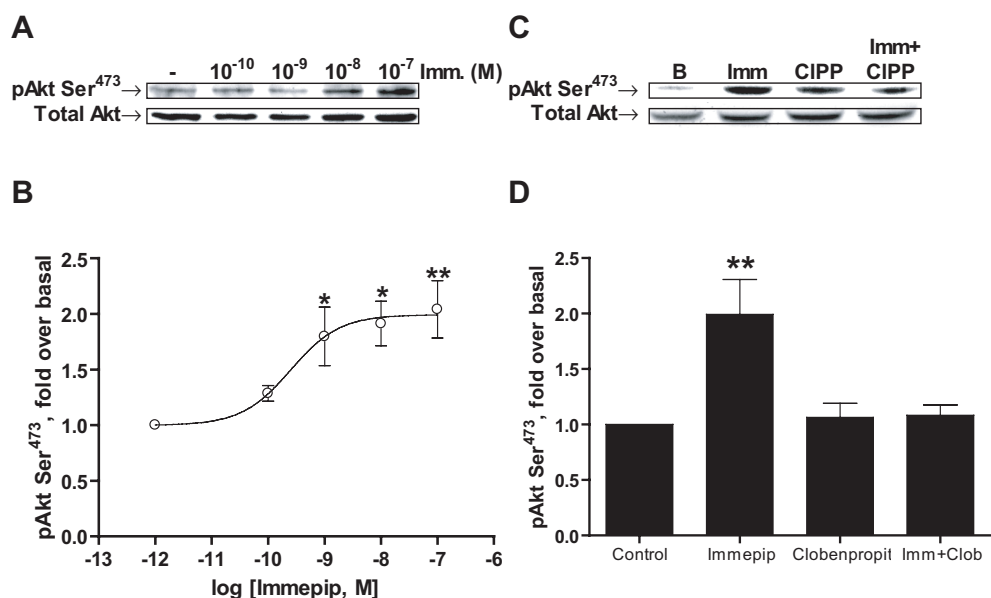 A
- 10⁻¹⁰ 10⁻⁹ 10⁻⁸ 10⁻⁷ Imm. (M)
pAkt Ser⁴⁷³→
Total Akt→
C
B Imm ClPP Imm+ ClPP
pAkt Ser⁴⁷³→
Total Akt→
B
pAkt Ser⁴⁷³, fold over basal
2.5
2.0
1.5
1.0
0.5
0.0
* * **
-13 -12 -11 -10 -9 -8 -7 -6
log [Immepip, M]
D
pAkt Ser⁴⁷³, fold over basal
2.5
2.0
1.5
1.0
0.5
0.0
**
Control Immepip Clobenpropit Imm+Clob